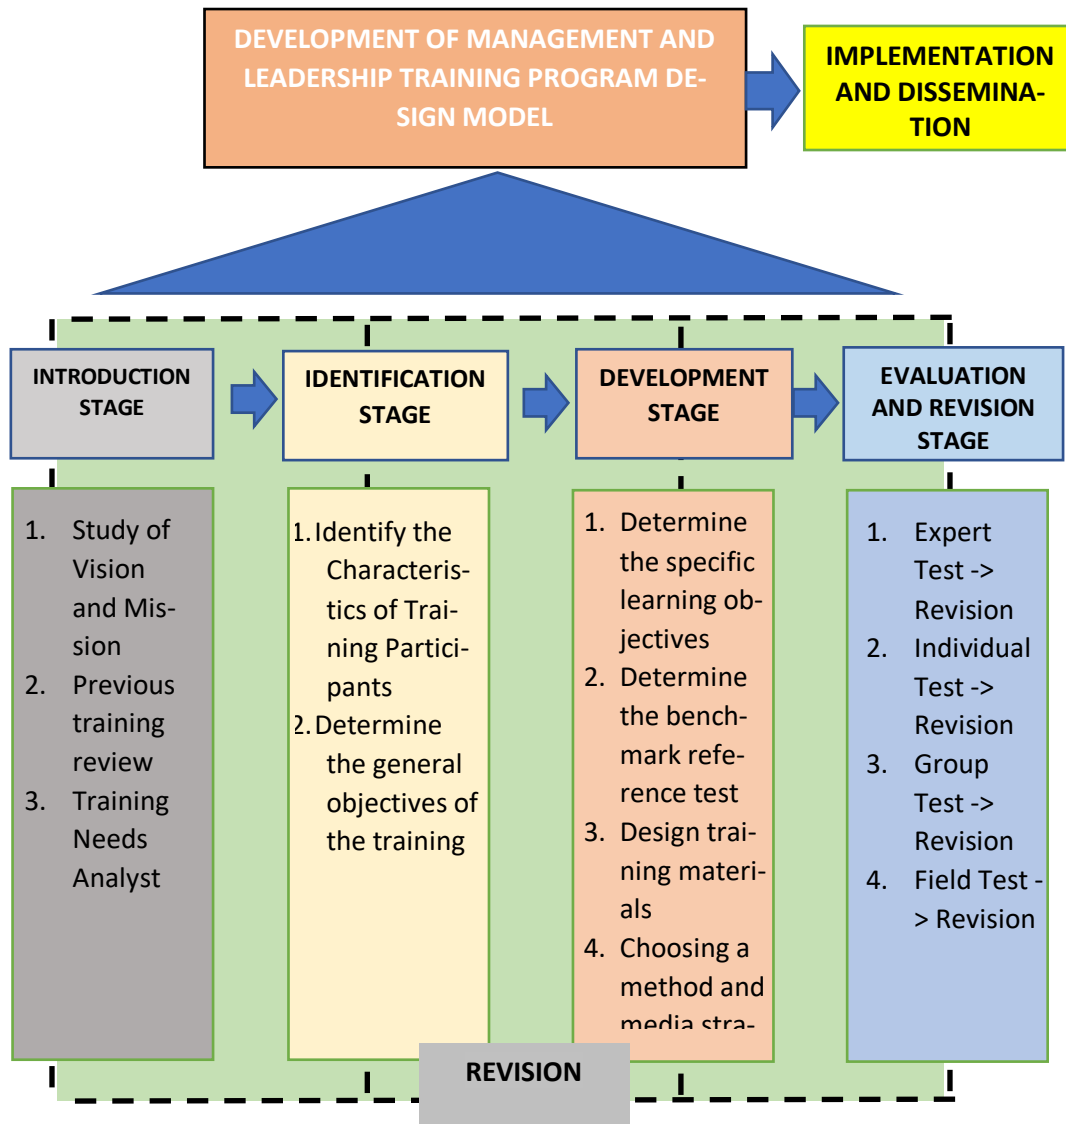 DEVELOPMENT OF MANAGEMENT AND
LEADERSHIP TRAINING PROGRAM DE-
SIGN MODEL
IMPLEMENTATION
AND DISSEMINA-
TION
INTRODUCTION
STAGE
IDENTIFICATION
STAGE
DEVELOPMENT
STAGE
EVALUATION
AND REVISION
STAGE
1. Study of
Vision
and Mis-
sion
2. Previous
training
review
3. Training
Needs
Analyst
1. Identify the
Characteris-
tics of Trai-
ning Partici-
pants
2. Determine
the general
objectives of
the training
1. Determine
the specific
learning ob-
jectives
2. Determine
the bench-
mark refe-
rence test
3. Design trai-
ning materi-
als
4. Choosing a
method and
media stra-
1. Expert
Test ->
Revision
2. Individual
Test ->
Revision
3. Group
Test ->
Revision
4. Field Test -
> Revision
REVISION